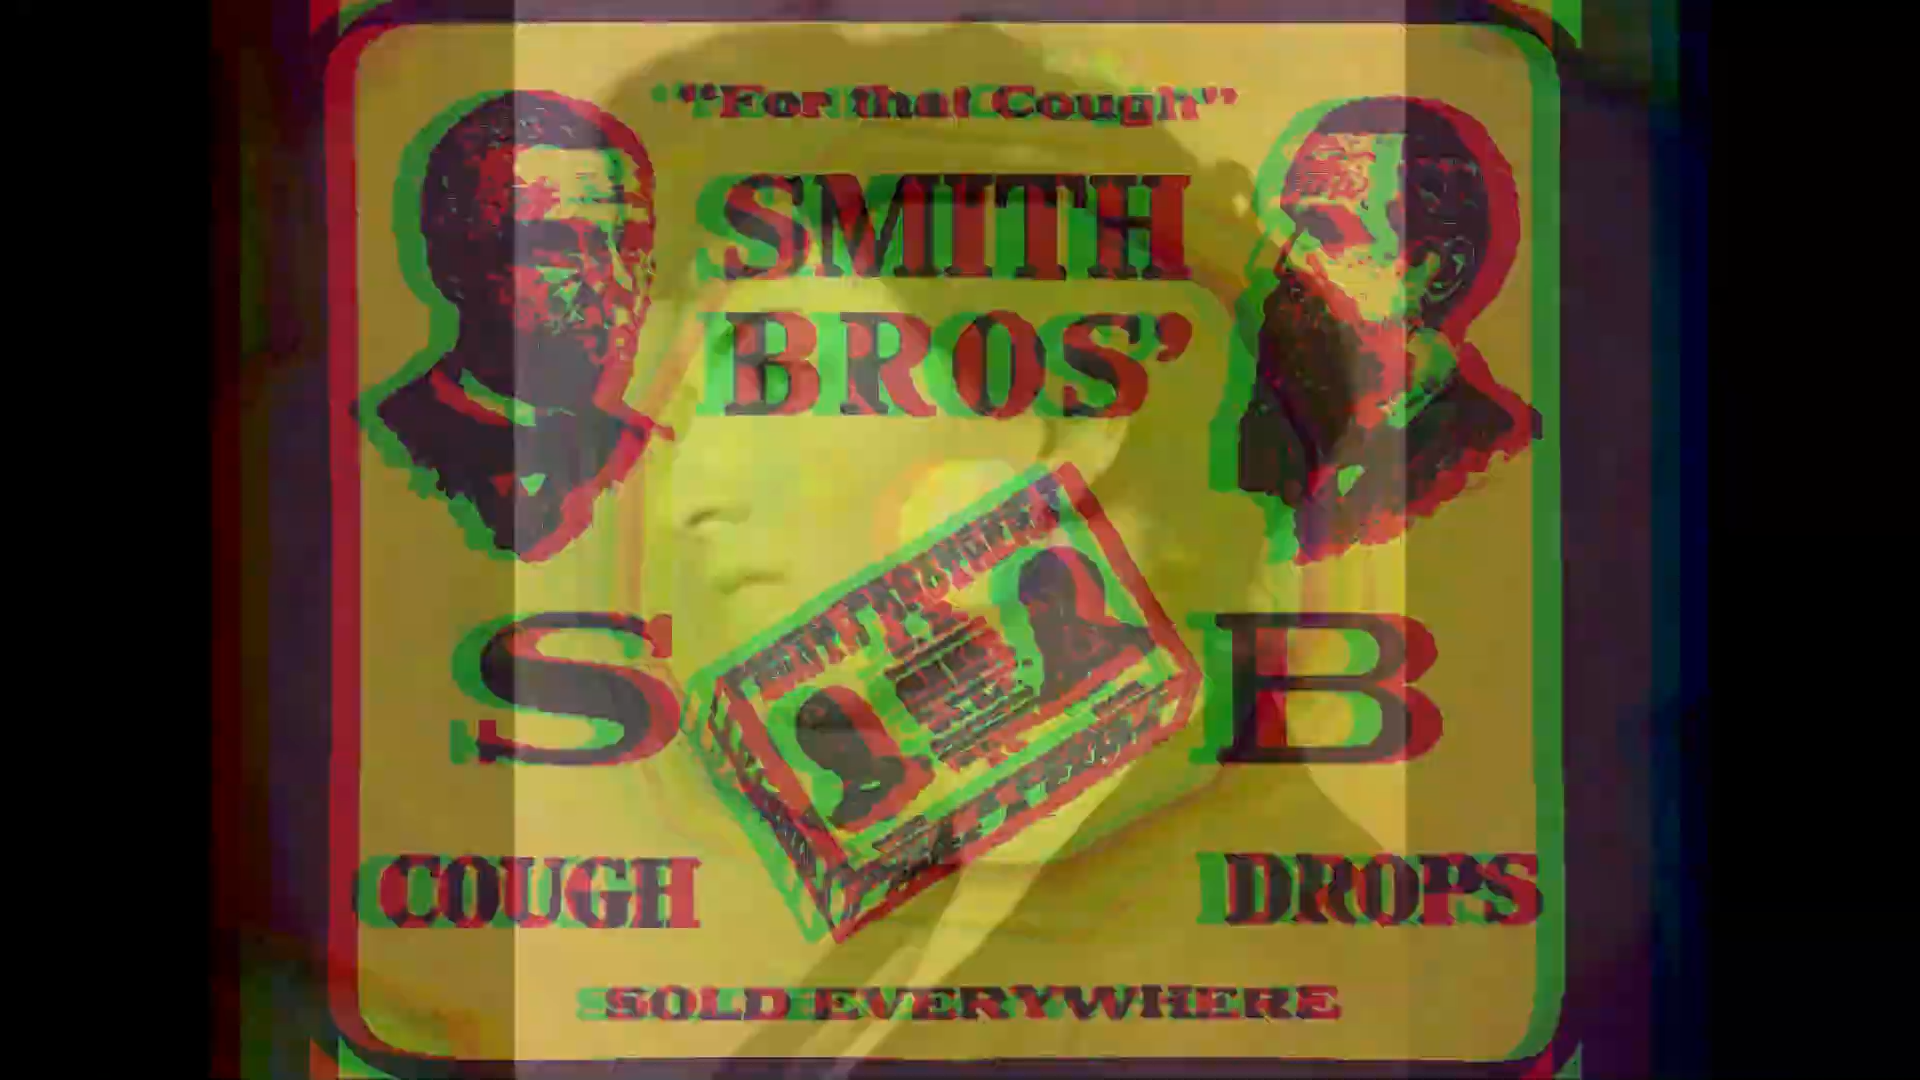 “For that Cough”
SMITH
BROS’
S B
COUGH DROPS
SOLD EVERYWHERE